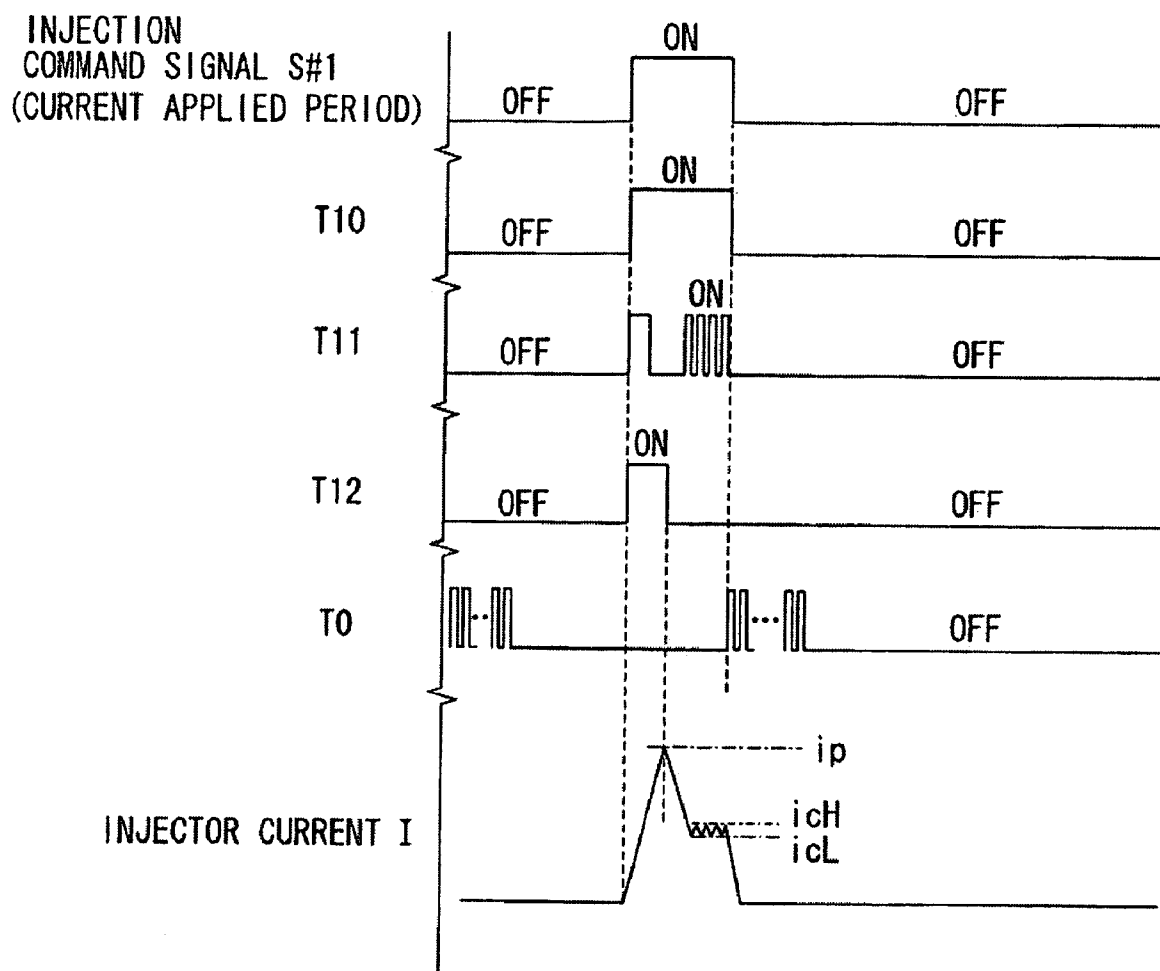 INJECTION
COMMAND SIGNAL S#1
(CURRENT APPLIED PERIOD)
ON
OFF
OFF
T10
ON
OFF
OFF
T11
ON
OFF
OFF
T12
ON
OFF
OFF
T0
OFF
INJECTOR CURRENT I
ip
icH
icL